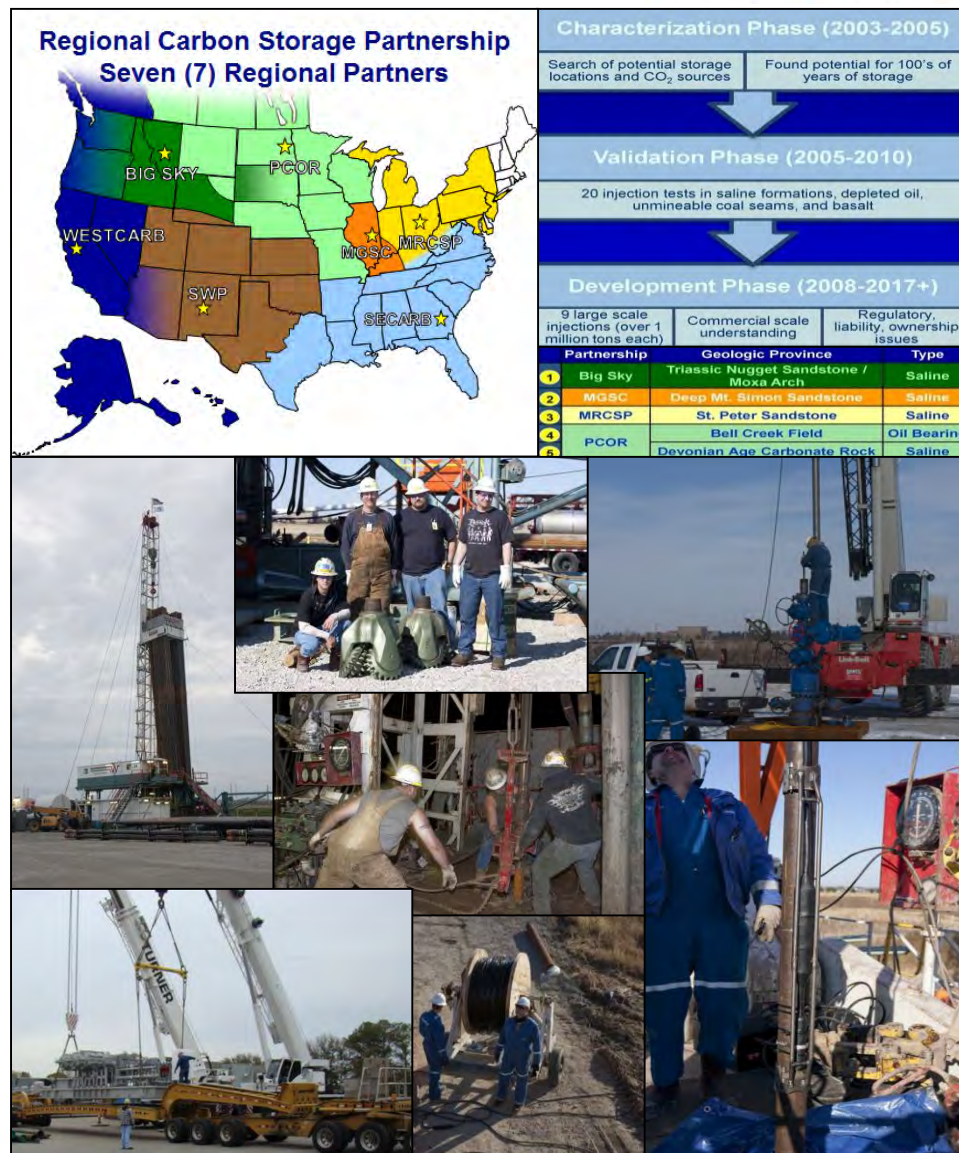 Regional Carbon Storage Partnership
Seven (7) Regional Partners
BIG SKY
PCOR
WESTCARB
SWP
MGSC
MRCSP
SECARB
Characterization Phase (2003-2005)
Search of potential storage
locations and CO₂ sources
Found potential for 100's of
years of storage
Validation Phase (2005-2010)
20 injection tests in saline formations, depleted oil,
unmineable coal seams, and basalt
Development Phase (2008-2017+)
9 large scale
injections (over 1
million tons each)
Commercial scale
understanding
Regulatory,
liability, ownership
issues
Partnership Geologic Province Type
1 Big Sky Triassic Nugget Sandstone /
Moxa Arch Saline
2 MGSC Deep Mt. Simon Sandstone Saline
3 MRCSP St. Peter Sandstone Saline
4 PCOR Bell Creek Field Oil Bearing
5 Devonian Age Carbonate Rock Saline
Link-Belt
TURNER